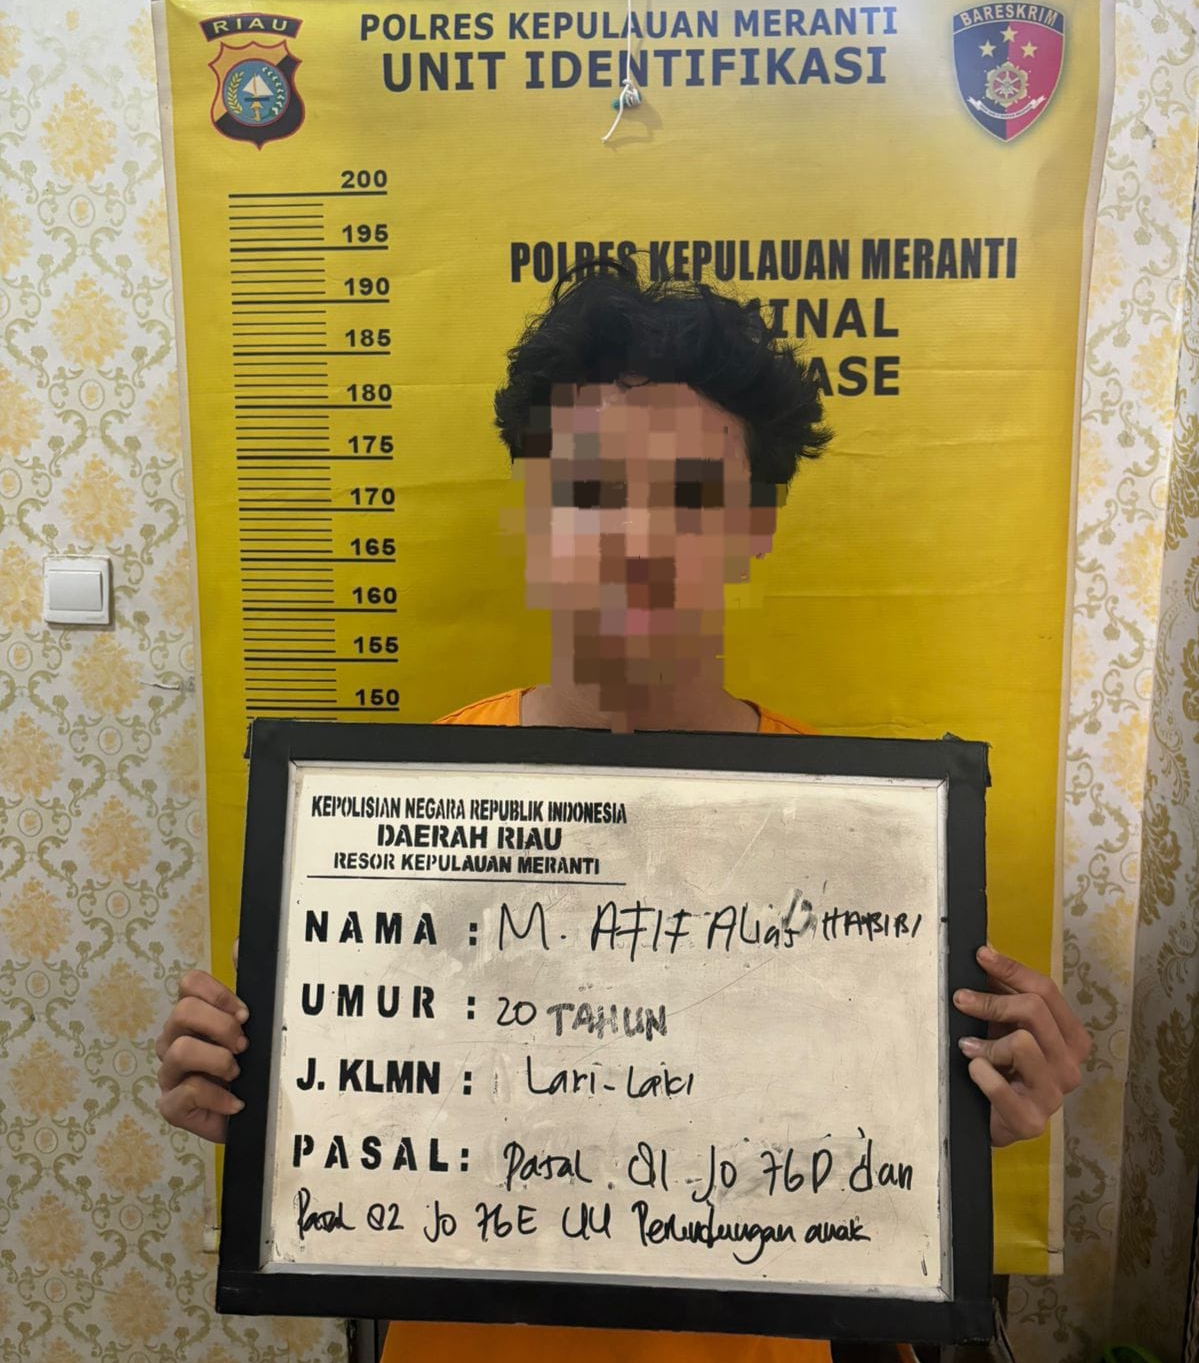 RIAU
POLRES KEPULAUAN MERANTI
UNIT IDENTIFIKASI
BARESKRIM
200
195
190
185
180
175
170
165
160
155
150
POLRES KEPULAUAN MERANTI
INAL
ASE
KEPOLISIAN NEGARA REPUBLIK INDONESIA
DAERAH RIAU
RESOR KEPULAUAN MERANTI
NAMA : M. AFIF Alias HABIBI
UMUR : 20 TAHUN
J. KLMN : Laki-Laki
PASAL : Pasal 81 Jo 76D dan
Pasal 82 Jo 76E UU Perlindungan anak